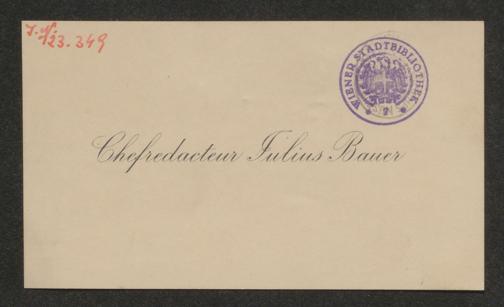 J.N.
123.349
WIENER STADTBIBLIOTHEK
Chefredacteur Julius Bauer